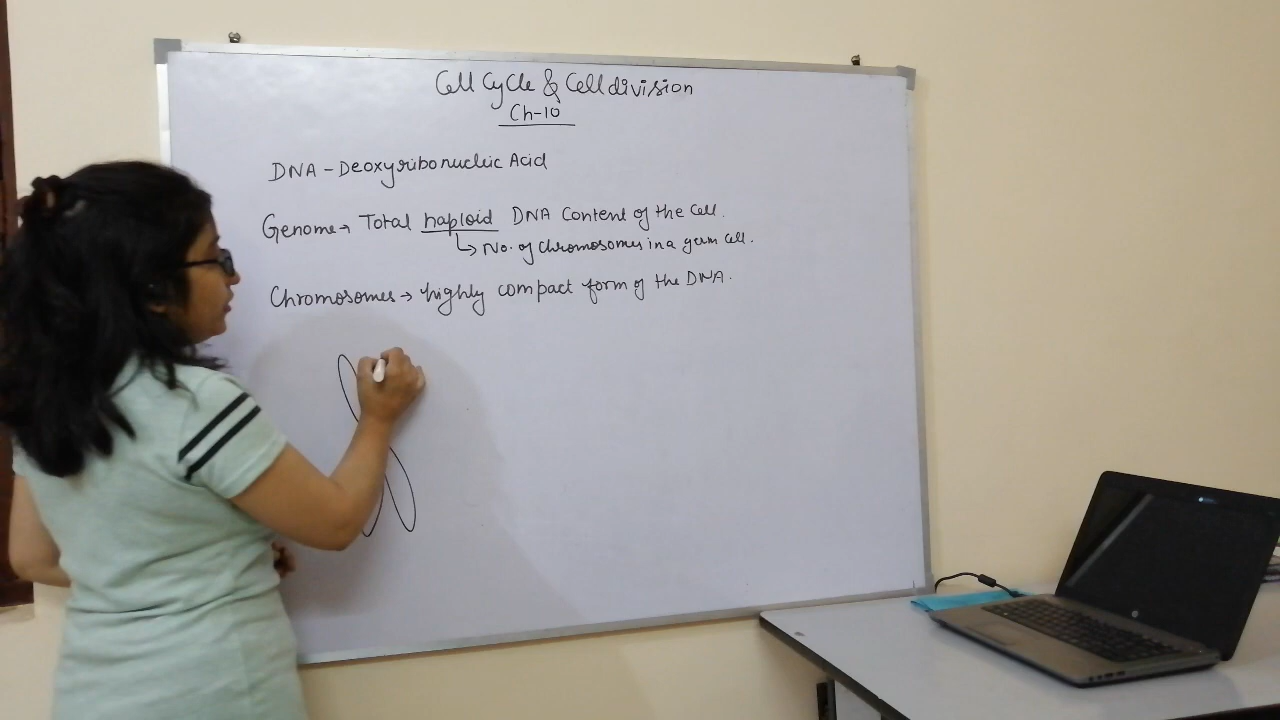 Cell Cycle & Cell division
Ch-10
DNA - Deoxyribonucleic Acid
Genome → Total haploid DNA Content of the Cell.
↳ No. of chromosomes in a germ cell.
Chromosomes → highly compact form of the DNA.